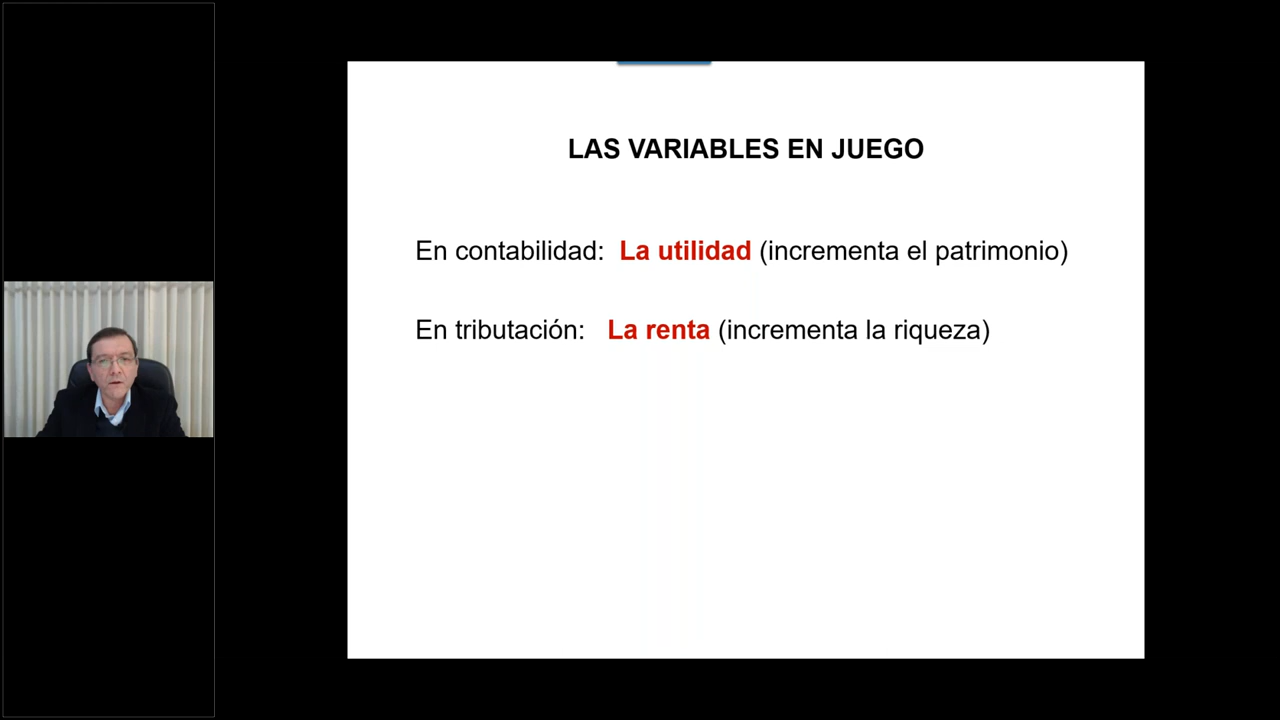 LAS VARIABLES EN JUEGO
En contabilidad: La utilidad (incrementa el patrimonio)
En tributación: La renta (incrementa la riqueza)